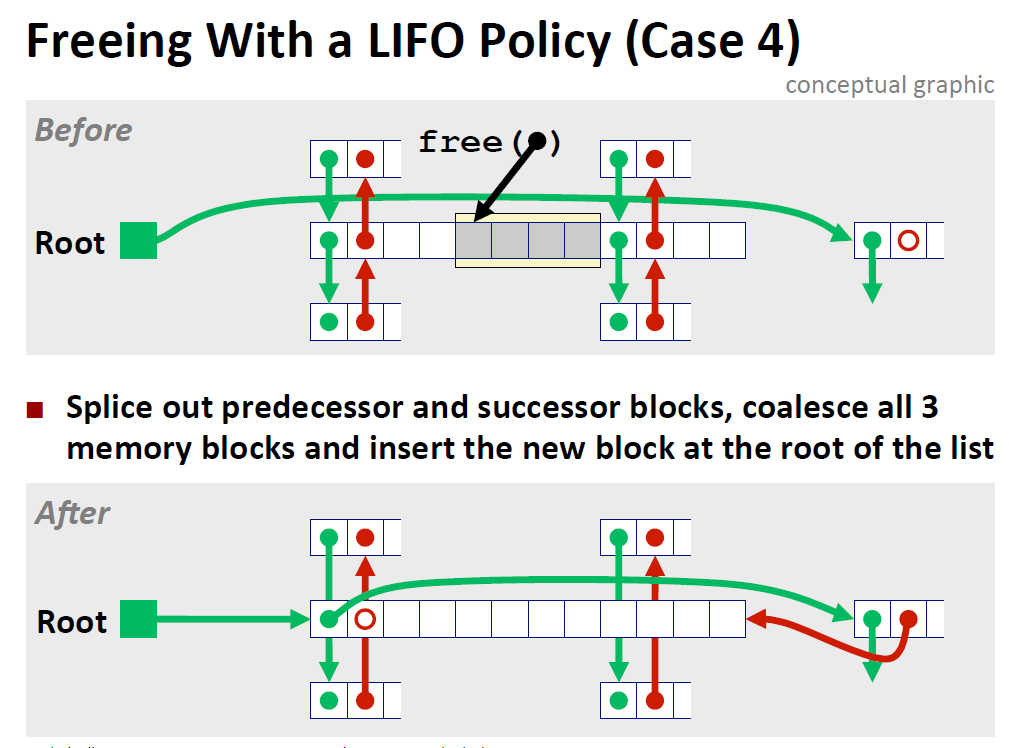 Freeing With a LIFO Policy (Case 4)
conceptual graphic
Before
free( )
Root
■ Splice out predecessor and successor blocks, coalesce all 3
memory blocks and insert the new block at the root of the list
After
Root